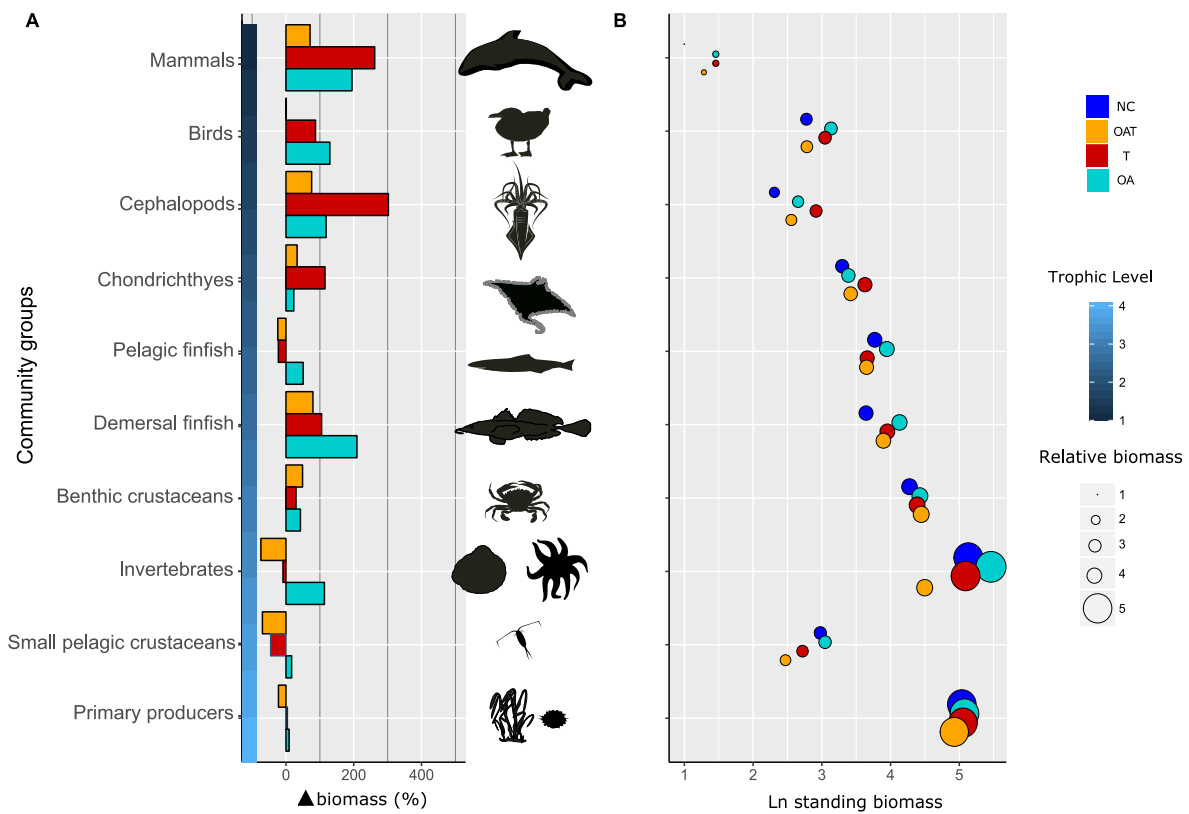 A
B
Community groups
Mammals
Birds
Cephalopods
Chondrichthyes
Pelagic finfish
Demersal finfish
Benthic crustaceans
Invertebrates
Small pelagic crustaceans
Primary producers
0 200 400
▲biomass (%)
1 2 3 4 5
Ln standing biomass
NC
OAT
T
OA
Trophic Level
4
3
2
1
Relative biomass
1
2
3
4
5